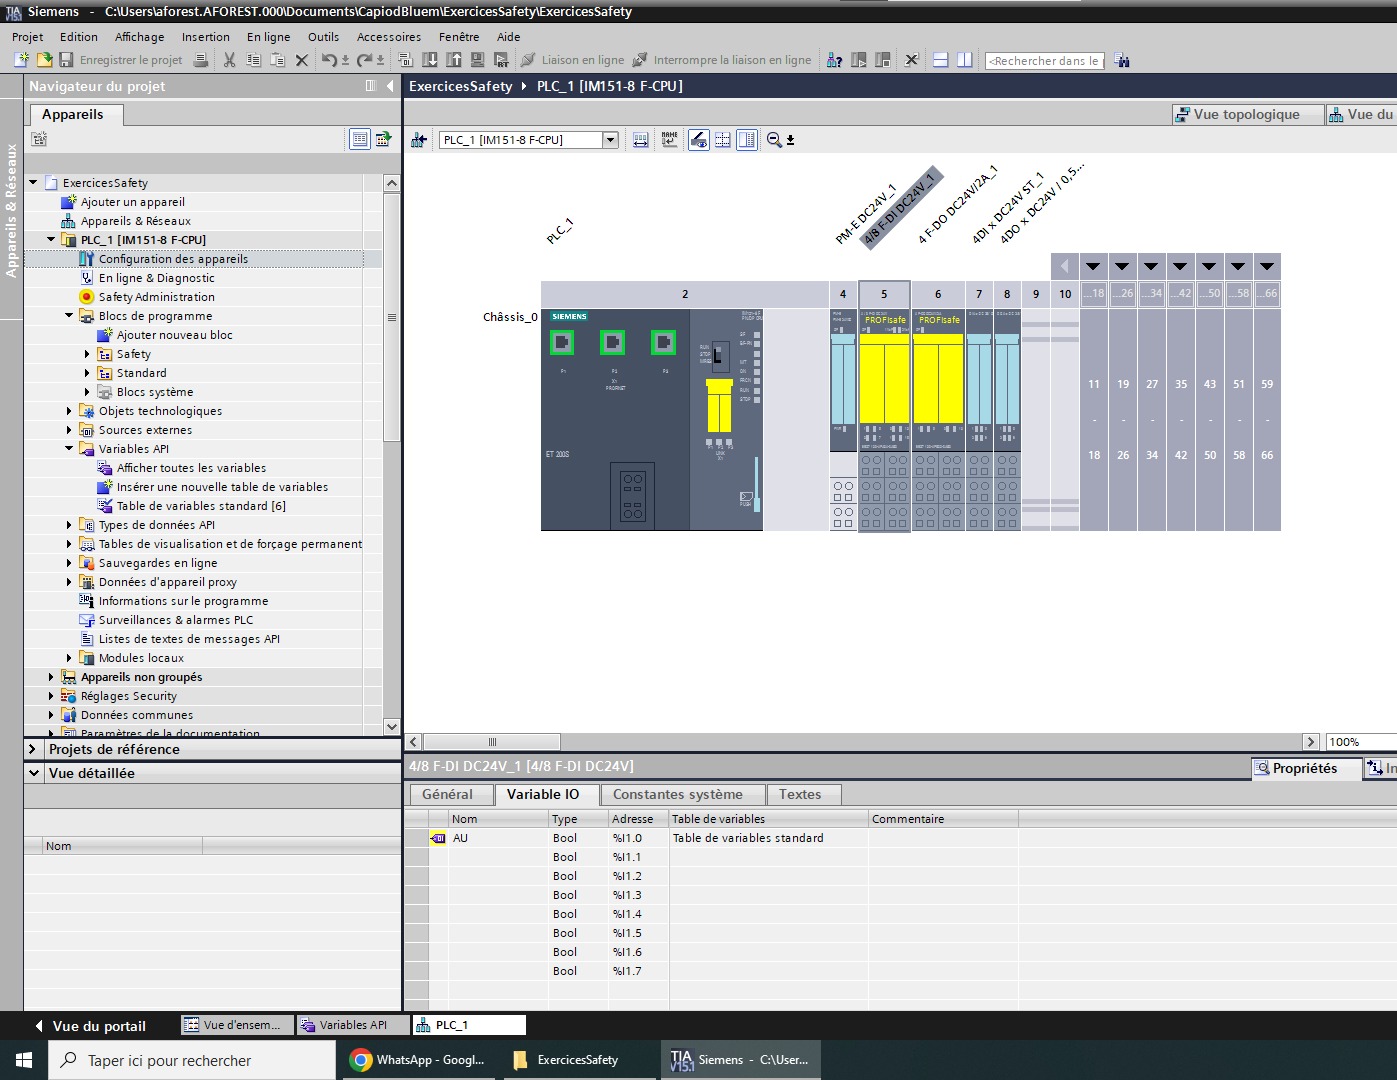 Siemens - C:\Users\aforest.AFOREST.000\Documents\CapiodBluem\ExercicesSafety\ExercicesSafety
Projet Edition Affichage Insertion En ligne Outils Accessoires Fenêtre Aide
Enregistrer le projet Liaison en ligne Interrompre la liaison en ligne <Rechercher dans le p
Navigateur du projet
ExercicesSafety PLC_1 [IM151-8 F-CPU]
Appareils
Vue topologique Vue du
PLC_1 [IM151-8 F-CPU]
Appareils & Réseaux
ExercicesSafety
Ajouter un appareil
Appareils & Réseaux
PLC_1 [IM151-8 F-CPU]
Configuration des appareils
En ligne & Diagnostic
Safety Administration
Blocs de programme
Ajouter nouveau bloc
Safety
Standard
Blocs système
Objets technologiques
Sources externes
Variables API
Afficher toutes les variables
Insérer une nouvelle table de variables
Table de variables standard [6]
Types de données API
Tables de visualisation et de forçage permanent
Sauvegardes en ligne
Données d'appareil proxy
Informations sur le programme
Surveillances & alarmes PLC
Listes de textes de messages API
Modules locaux
Appareils non groupés
Réglages Security
Données communes
Paramètres de la documentation
Projets de référence
Vue détaillée
Nom
PLC_1
PM-E DC24V_1
4/8 F-DI DC24V_1
4 F-DO DC24V/2A_1
4DI x DC24V ST_1
4DO x DC24V / 0,5...
2 4 5 6 7 8 9 10 ...18 ...26 ...34 ...42 ...50 ...58 ...66
Châssis_0
SIEMENS
PROFIsafe PROFIsafe
RUN
STOP
MRES
P1 P2 P3
X1
PROFINET
ET 200S
LINK
PUSH
11 19 27 35 43 51 59
- - - - - - -
18 26 34 42 50 58 66
100%
4/8 F-DI DC24V_1 [4/8 F-DI DC24V]
Propriétés In
Général Variable IO Constantes système Textes
Nom Type Adresse Table de variables Commentaire
AU Bool %I1.0 Table de variables standard
Bool %I1.1
Bool %I1.2
Bool %I1.3
Bool %I1.4
Bool %I1.5
Bool %I1.6
Bool %I1.7
Vue du portail Vue d'ensem... Variables API PLC_1
Taper ici pour rechercher WhatsApp - Googl... ExercicesSafety TIA V15.1 Siemens - C:\User...